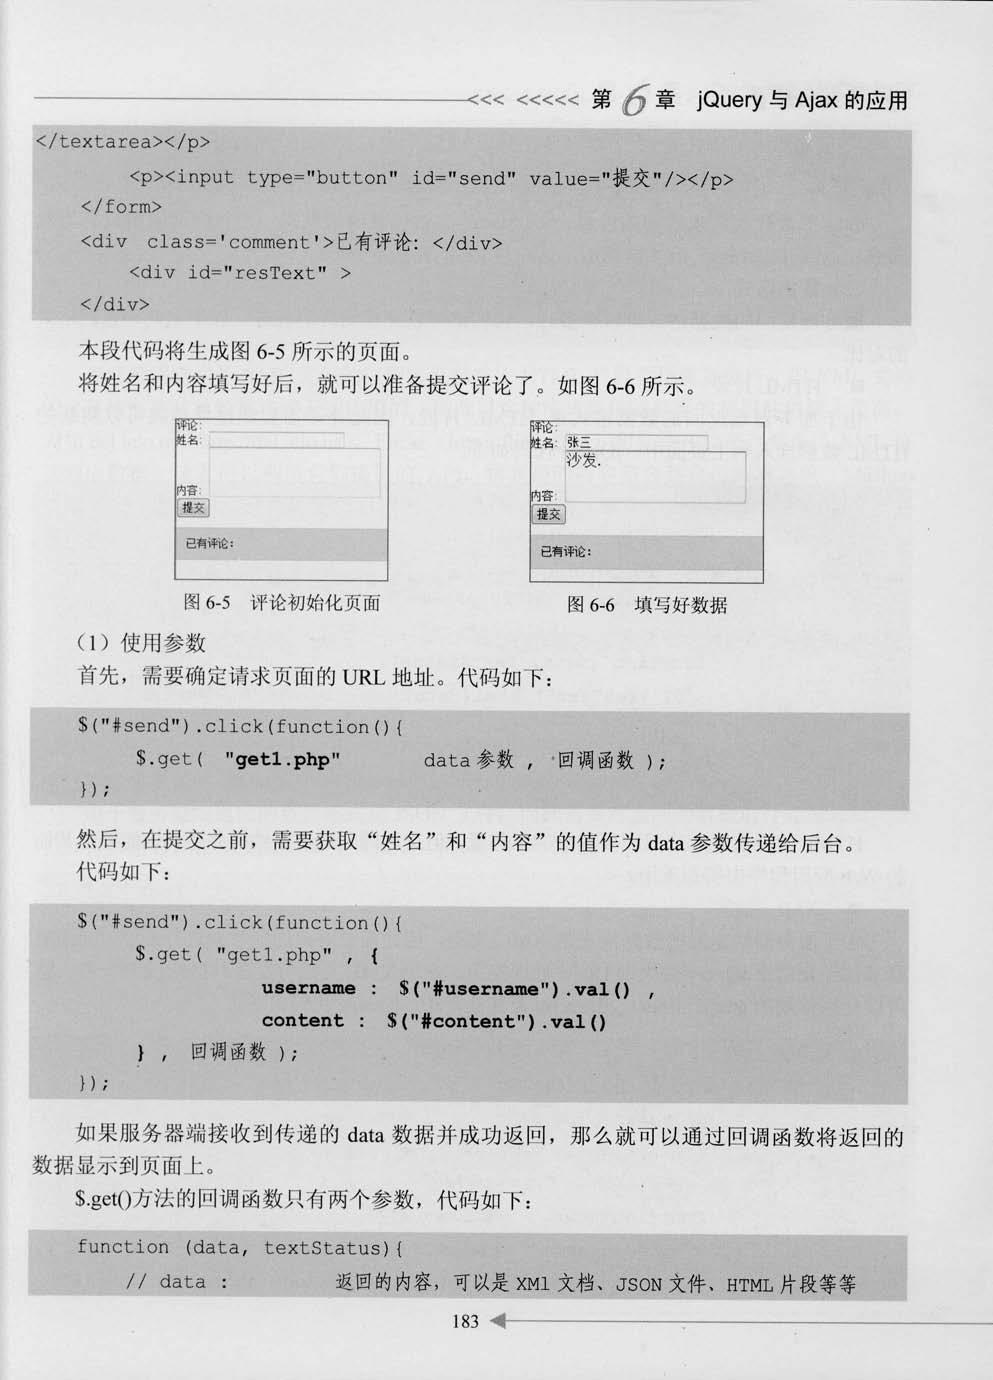 <<< <<<<< 第 6 章 jQuery 与 Ajax 的应用
</textarea></p>
<p><input type="button" id="send" value="提交"/></p>
</form>
<div class='comment'>已有评论: </div>
<div id="resText" >
</div>
本段代码将生成图 6-5 所示的页面。
将姓名和内容填写好后，就可以准备提交评论了。如图 6-6 所示。
评论:
姓名:
内容:
提交
已有评论：
图 6-5 评论初始化页面
评论:
姓名: 张三
沙发.
内容:
提交
已有评论：
图 6-6 填写好数据
（1）使用参数
首先，需要确定请求页面的 URL 地址。代码如下：
$("#send").click(function(){
$.get( "get1.php" data 参数 , 回调函数 );
});
然后，在提交之前，需要获取“姓名”和“内容”的值作为 data 参数传递给后台。
代码如下：
$("#send").click(function(){
$.get( "get1.php" , {
username : $("#username").val() ,
content : $("#content").val()
} , 回调函数 );
});
如果服务器端接收到传递的 data 数据并成功返回，那么就可以通过回调函数将返回的
数据显示到页面上。
$.get()方法的回调函数只有两个参数，代码如下：
function (data, textStatus){
// data : 返回的内容，可以是 XMl 文档、JSON 文件、HTML 片段等等
183